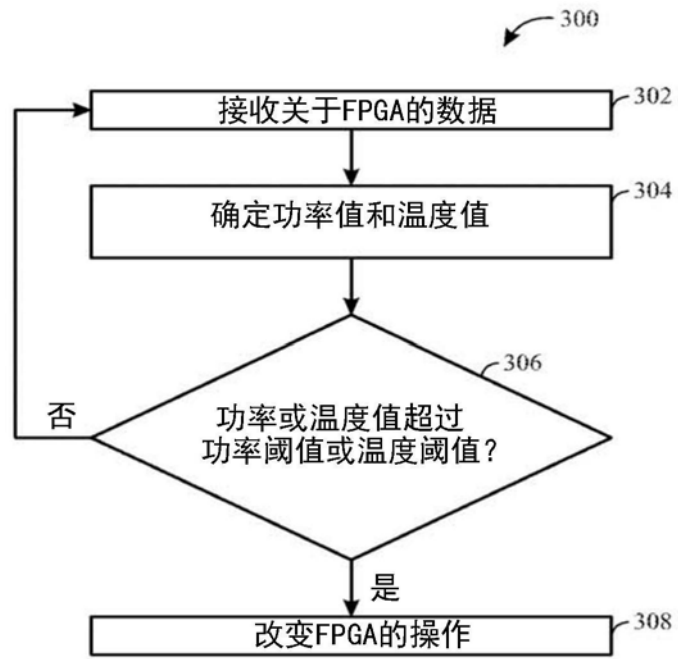 300
接收关于FPGA的数据
302
确定功率值和温度值
304
306
功率或温度值超过
功率阈值或温度阈值?
否
是
改变FPGA的操作
308